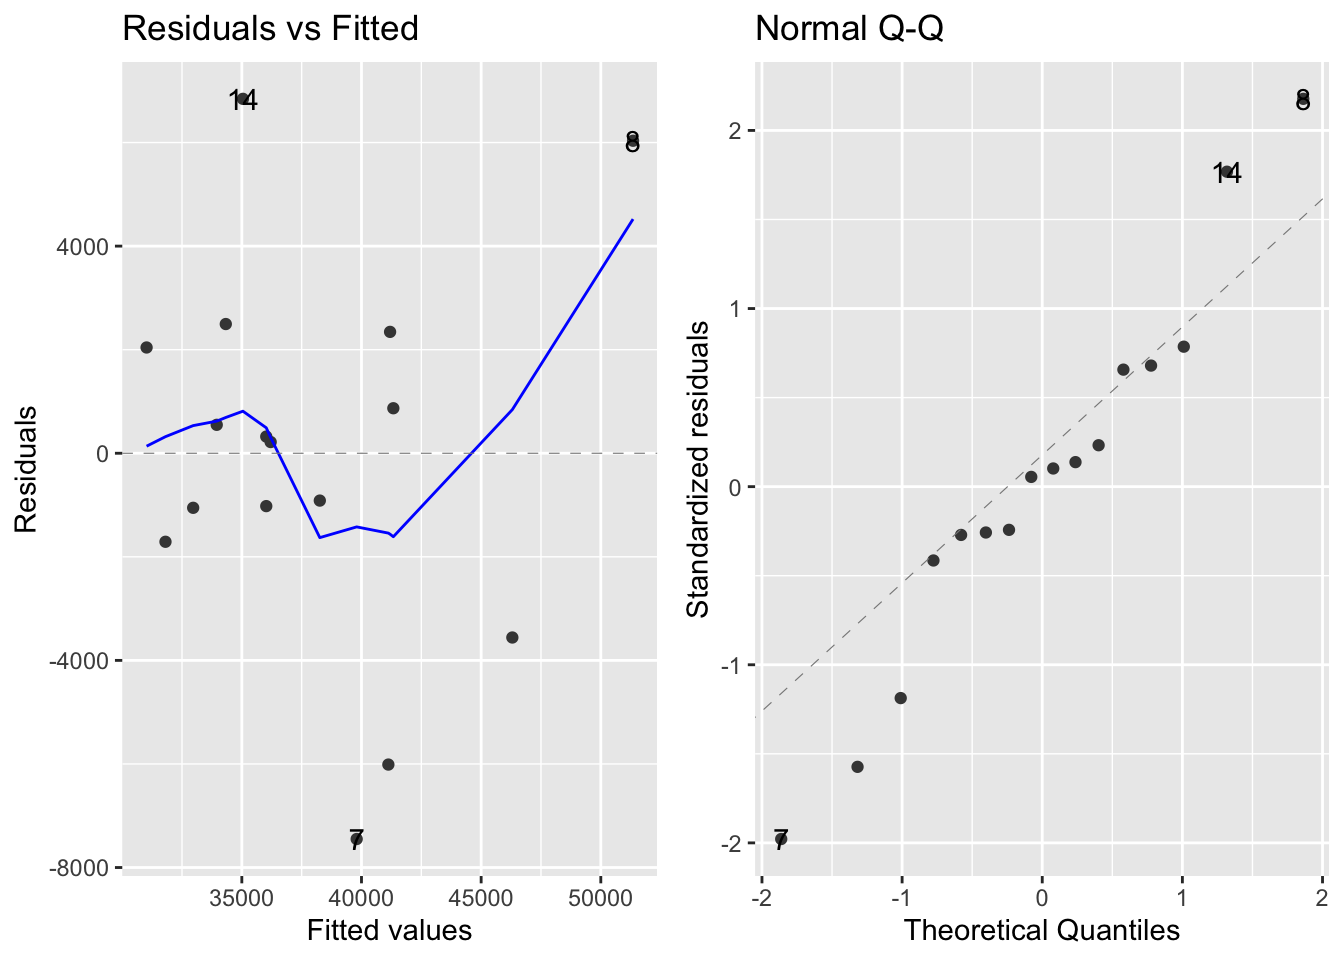 Residuals vs Fitted
14
8
4000
0
-4000
-8000
7
35000 40000 45000 50000
Fitted values
Residuals
Normal Q-Q
8
14
2
1
0
-1
-2
7
-2 -1 0 1 2
Theoretical Quantiles
Standardized residuals